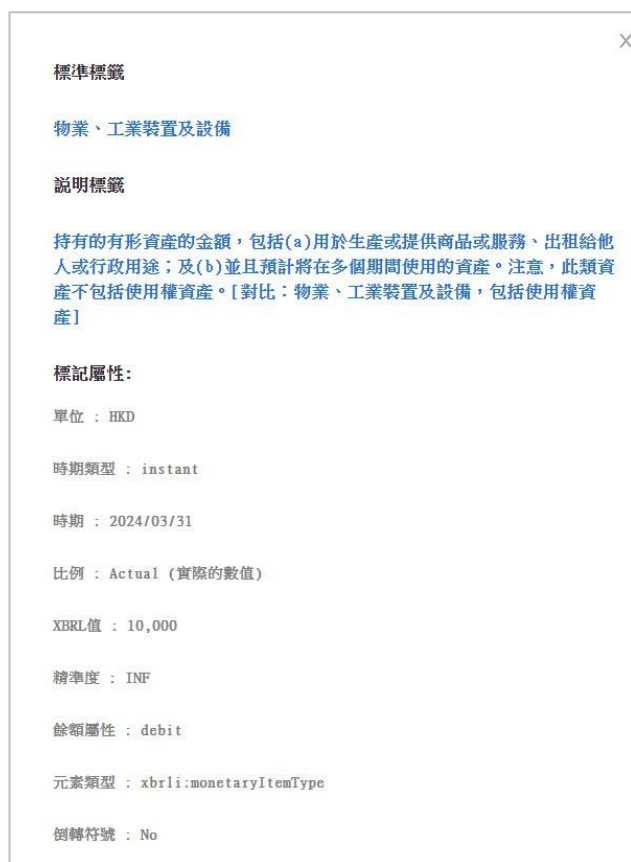 X
標準標籤
物業、工業裝置及設備
說明標籤
持有的有形資產的金額，包括(a)用於生產或提供商品或服務、出租給他
人或行政用途；及(b)並且預計將在多個期間使用的資產。注意，此類資
產不包括使用權資產。[對比：物業、工業裝置及設備，包括使用權資
產]
標記屬性:
單位 : HKD
時期類型 : instant
時期 : 2024/03/31
比例 : Actual (實際的數值)
XBRL值 : 10,000
精準度 : INF
餘額屬性 : debit
元素類型 : xbrli:monetaryItemType
倒轉符號 : No